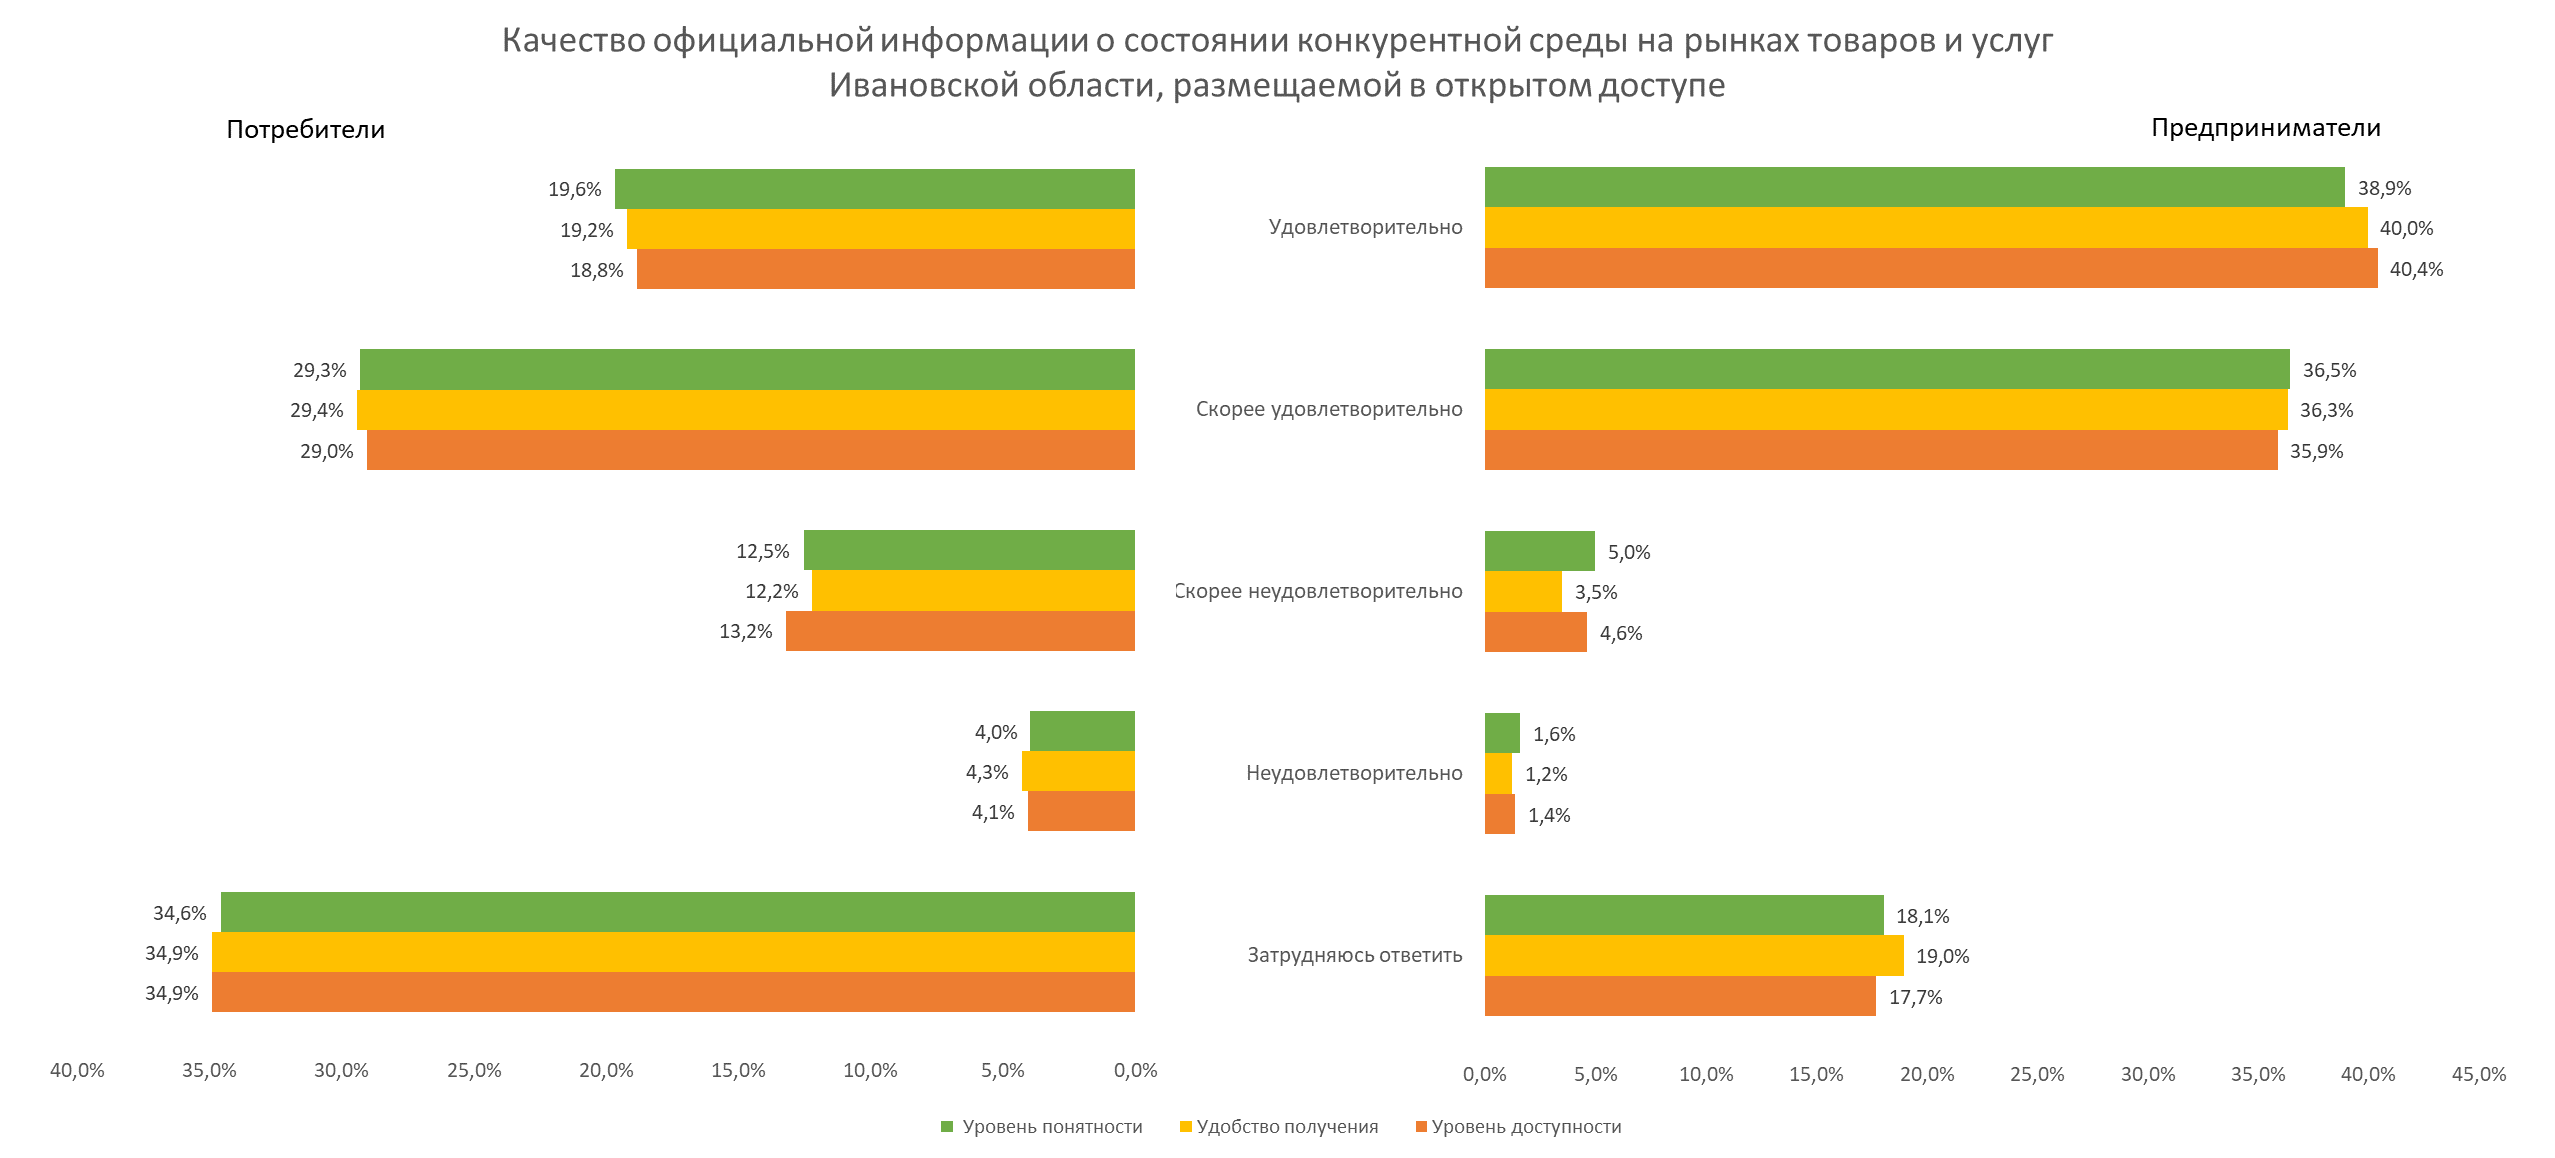 Качество официальной информации о состоянии конкурентной среды на рынках товаров и услуг
Ивановской области, размещаемой в открытом доступе
Потребители
Предприниматели
19,6%
19,2%
18,8%
Удовлетворительно
38,9%
40,0%
40,4%
29,3%
29,4%
29,0%
Скорее удовлетворительно
36,5%
36,3%
35,9%
12,5%
12,2%
13,2%
Скорее неудовлетворительно
5,0%
3,5%
4,6%
4,0%
4,3%
4,1%
Неудовлетворительно
1,6%
1,2%
1,4%
34,6%
34,9%
34,9%
Затрудняюсь ответить
18,1%
19,0%
17,7%
40,0% 35,0% 30,0% 25,0% 20,0% 15,0% 10,0% 5,0% 0,0%
0,0% 5,0% 10,0% 15,0% 20,0% 25,0% 30,0% 35,0% 40,0% 45,0%
Уровень понятности Удобство получения Уровень доступности